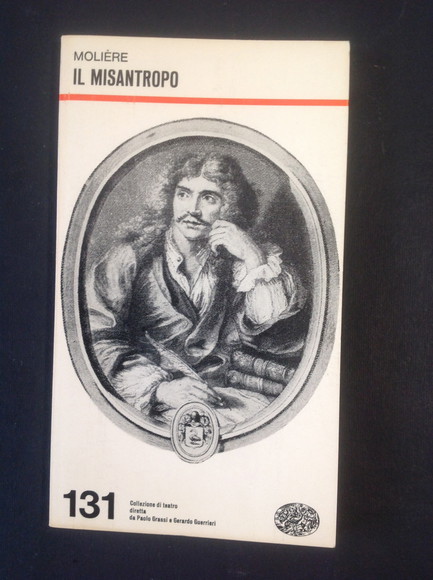 MOLIÈRE
IL MISANTROPO
131
Collezione di teatro
diretta
da Paolo Grassi e Gerardo Guerrieri